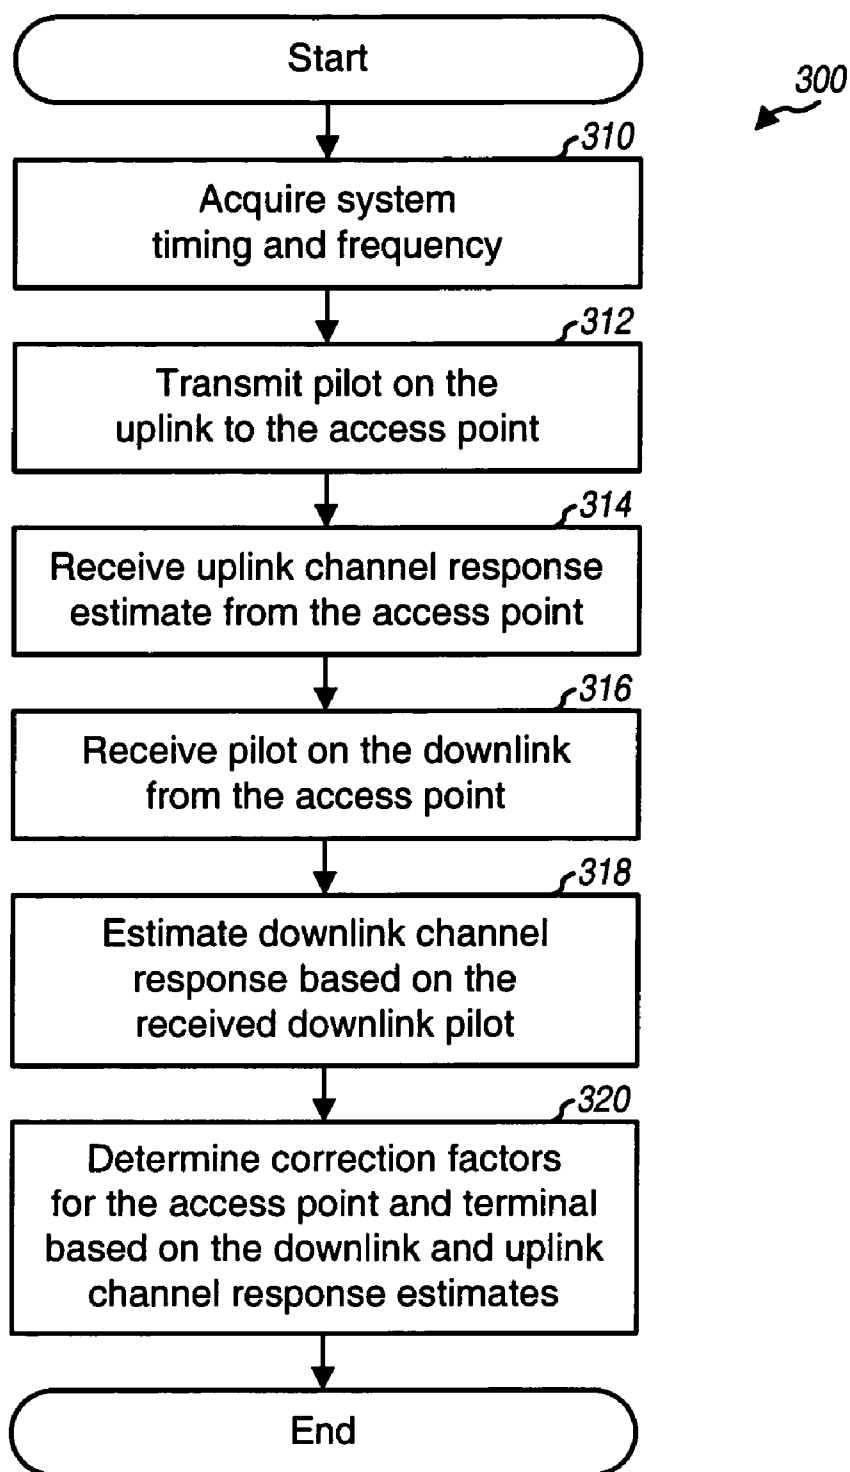 Start
300
310
Acquire system
timing and frequency
312
Transmit pilot on the
uplink to the access point
314
Receive uplink channel response
estimate from the access point
316
Receive pilot on the downlink
from the access point
318
Estimate downlink channel
response based on the
received downlink pilot
320
Determine correction factors
for the access point and terminal
based on the downlink and uplink
channel response estimates
End